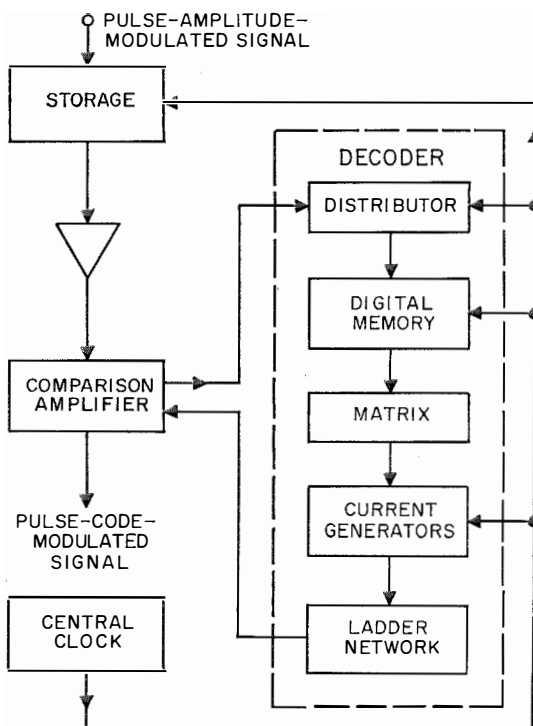 PULSE-AMPLITUDE-
MODULATED SIGNAL
STORAGE
DECODER
DISTRIBUTOR
DIGITAL
MEMORY
COMPARISON
AMPLIFIER
MATRIX
PULSE-CODE-
MODULATED
SIGNAL
CURRENT
GENERATORS
CENTRAL
CLOCK
LADDER
NETWORK